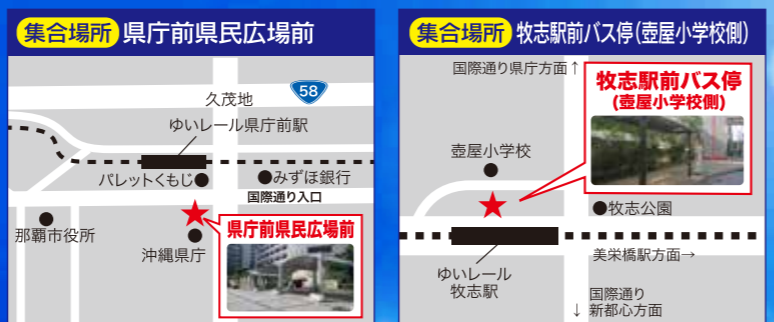 集合場所 県庁前県民広場前
58
久茂地
ゆいレール県庁前駅
パレットくもじ
みずほ銀行
国際通り入口
那覇市役所
沖縄県庁
県庁前県民広場前
集合場所 牧志駅前バス停(壺屋小学校側)
国際通り県庁方面↑
牧志駅前バス停
(壺屋小学校側)
壺屋小学校
牧志公園
美栄橋駅方面→
ゆいレール
牧志駅
国際通り
↓ 新都心方面